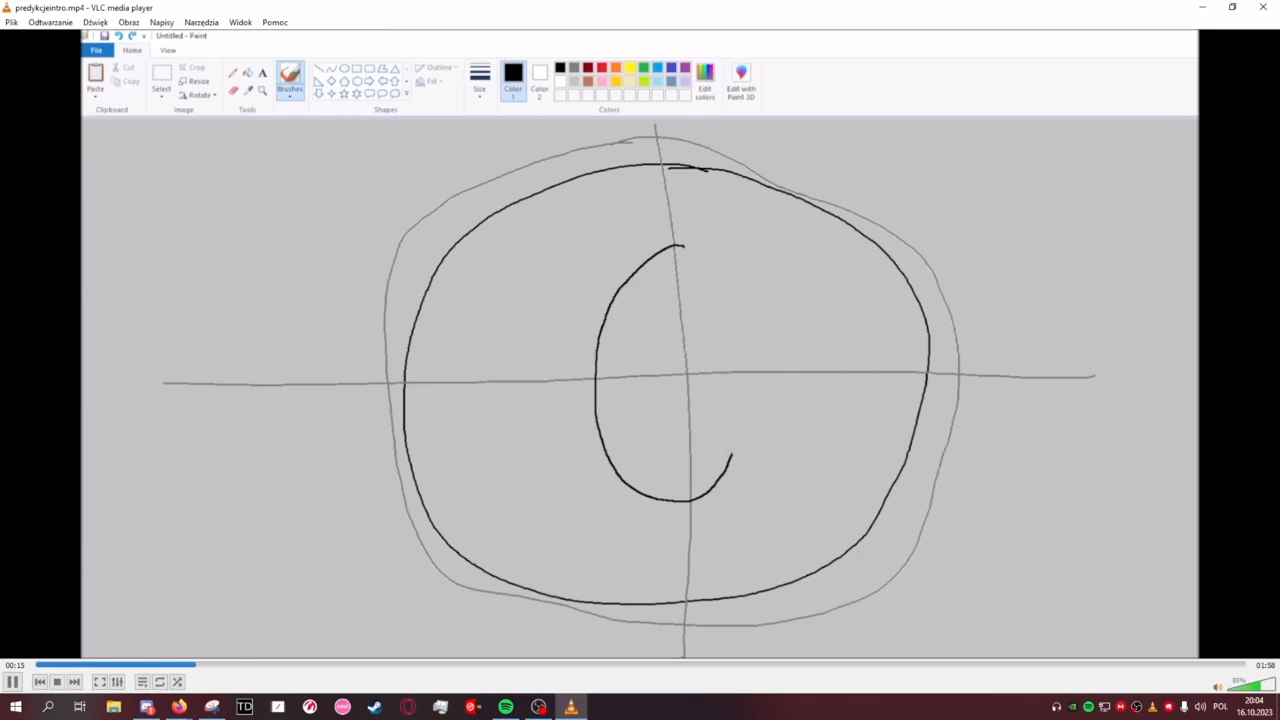 predykcjeintro.mp4 - VLC media player
Plik Odtwarzanie Dźwięk Obraz Napisy Narzędzia Widok Pomoc
Untitled - Paint
File Home View
Paste Cut Copy Select Crop Resize Rotate Brushes Outline Fill Size Color 1 Color 2 Edit colors Edit with Paint 3D
Clipboard Image Tools Shapes Colors
00:15 01:58
85%
TD POL 20:04
16.10.2023